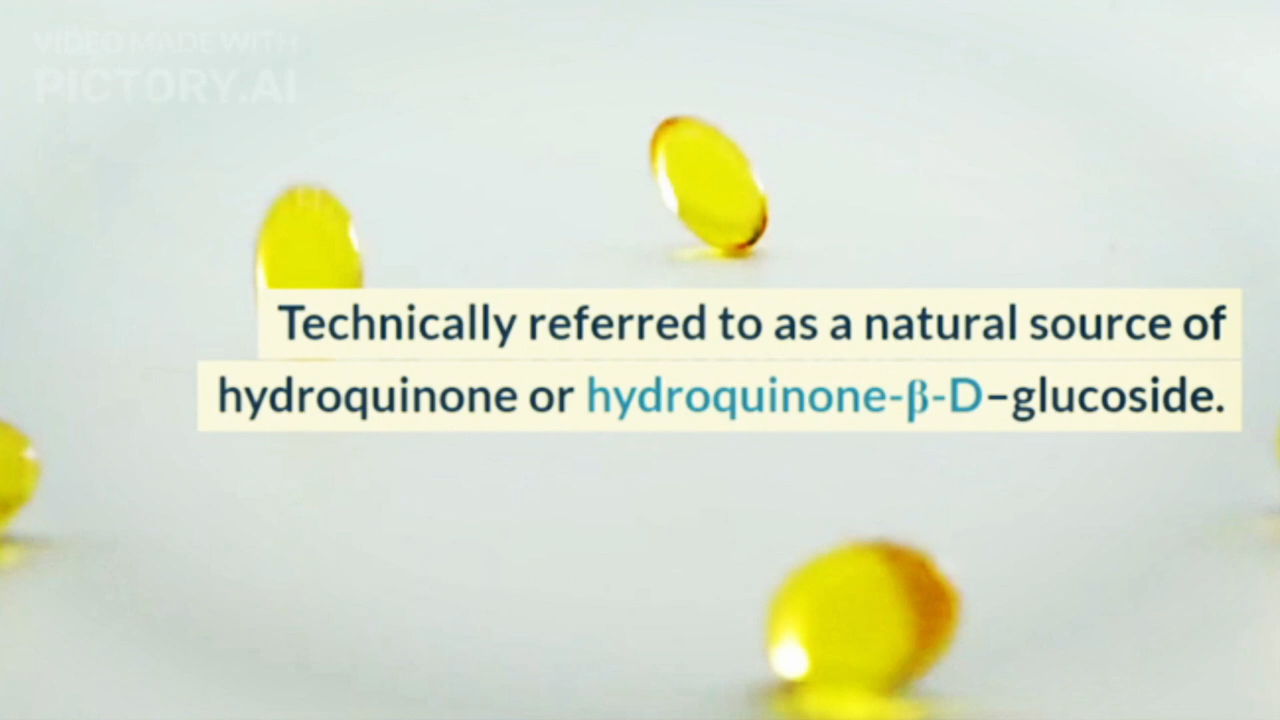 VIDEO MADE WITH
PICTORY.AI
Technically referred to as a natural source of
hydroquinone or hydroquinone-β-D–glucoside.